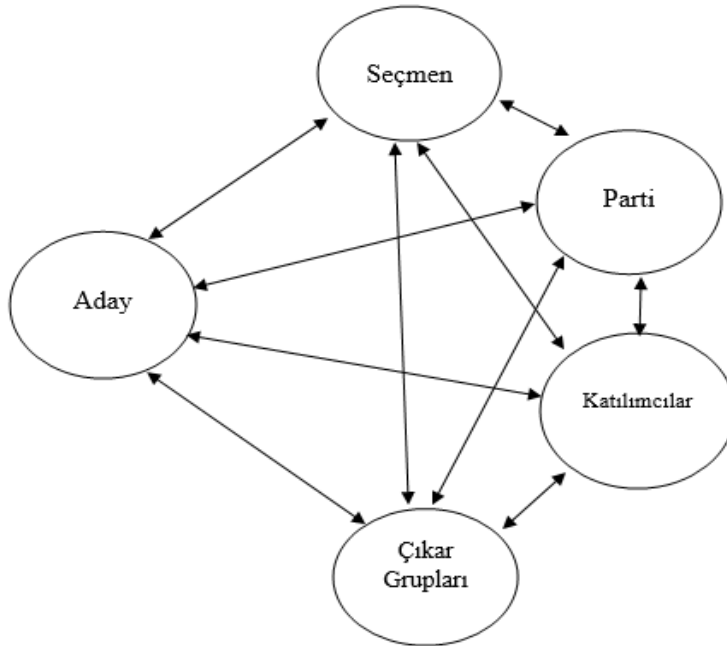 Seçmen
Parti
Aday
Katılımcılar
Çıkar
Grupları